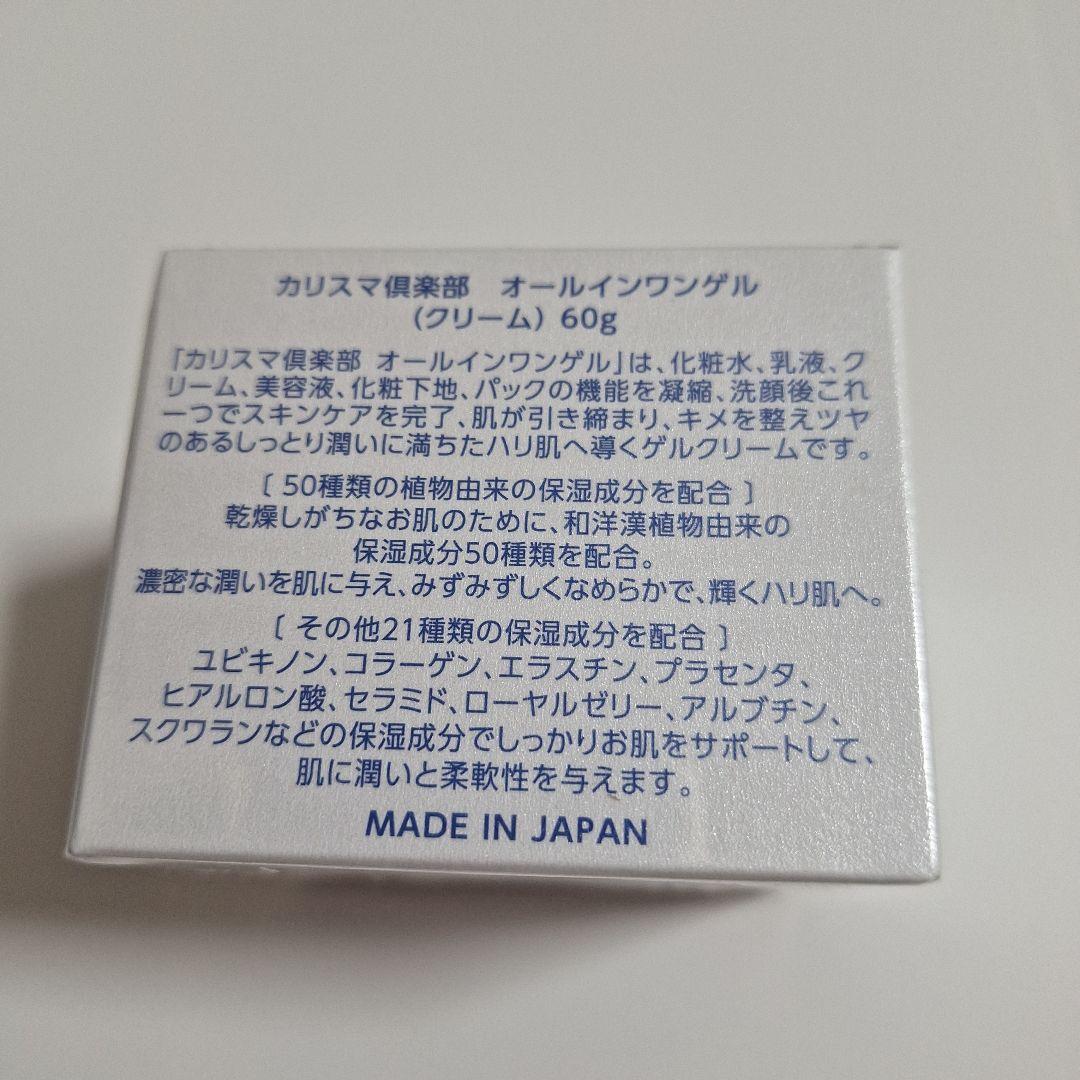 カリスマ倶楽部　オールインワンゲル
（クリーム）60g
「カリスマ倶楽部 オールインワンゲル」は、化粧水、乳液、ク
リーム、美容液、化粧下地、パックの機能を凝縮、洗顔後これ
一つでスキンケアを完了、肌が引き締まり、キメを整えツヤ
のあるしっとり潤いに満ちたハリ肌へ導くゲルクリームです。
〔 50種類の植物由来の保湿成分を配合 〕
乾燥しがちなお肌のために、和洋漢植物由来の
保湿成分50種類を配合。
濃密な潤いを肌に与え、みずみずしくなめらかで、輝くハリ肌へ。
〔 その他21種類の保湿成分を配合 〕
ユビキノン、コラーゲン、エラスチン、プラセンタ、
ヒアルロン酸、セラミド、ローヤルゼリー、アルブチン、
スクワランなどの保湿成分でしっかりお肌をサポートして、
肌に潤いと柔軟性を与えます。
MADE IN JAPAN